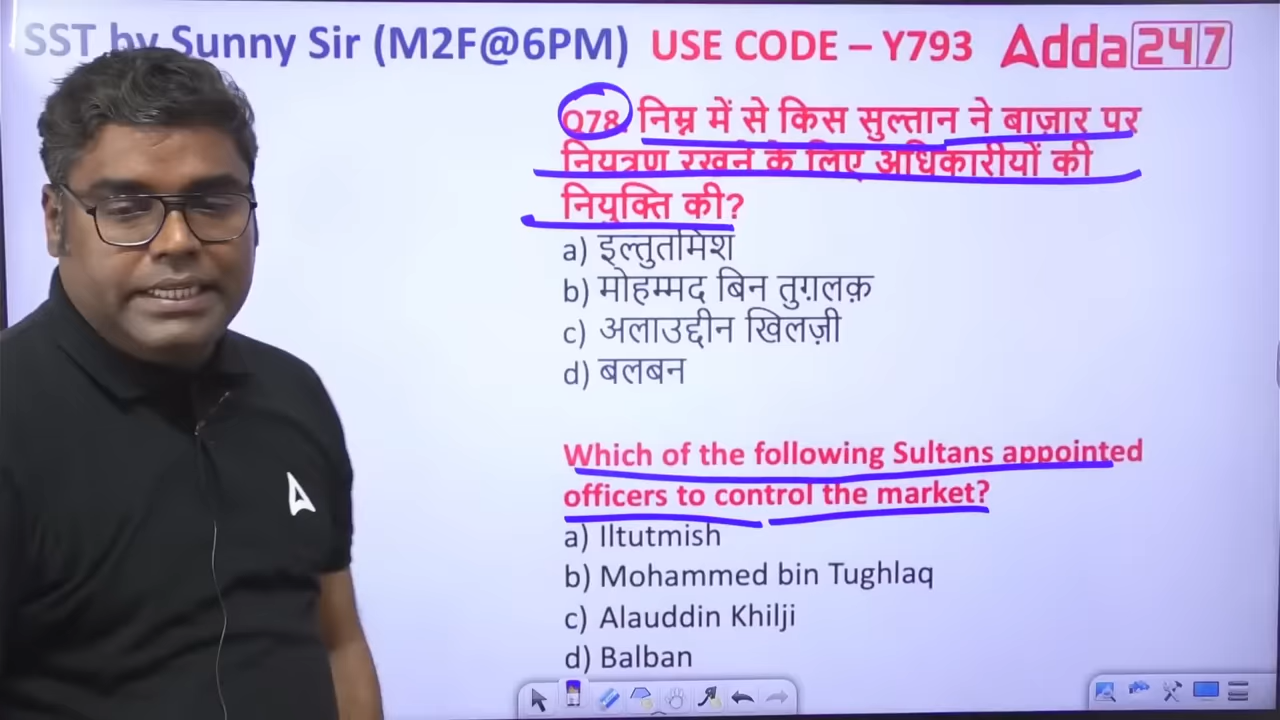 SST by Sunny Sir (M2F@6PM) USE CODE – Y793 Adda247
Q78. निम्न में से किस सुल्तान ने बाज़ार पर
नियत्रण रखने के लिए अधिकारीयों की
नियुक्ति की?
a) इल्तुतमिश
b) मोहम्मद बिन तुग़लक़
c) अलाउद्दीन खिलज़ी
d) बलबन
Which of the following Sultans appointed
officers to control the market?
a) Iltutmish
b) Mohammed bin Tughlaq
c) Alauddin Khilji
d) Balban